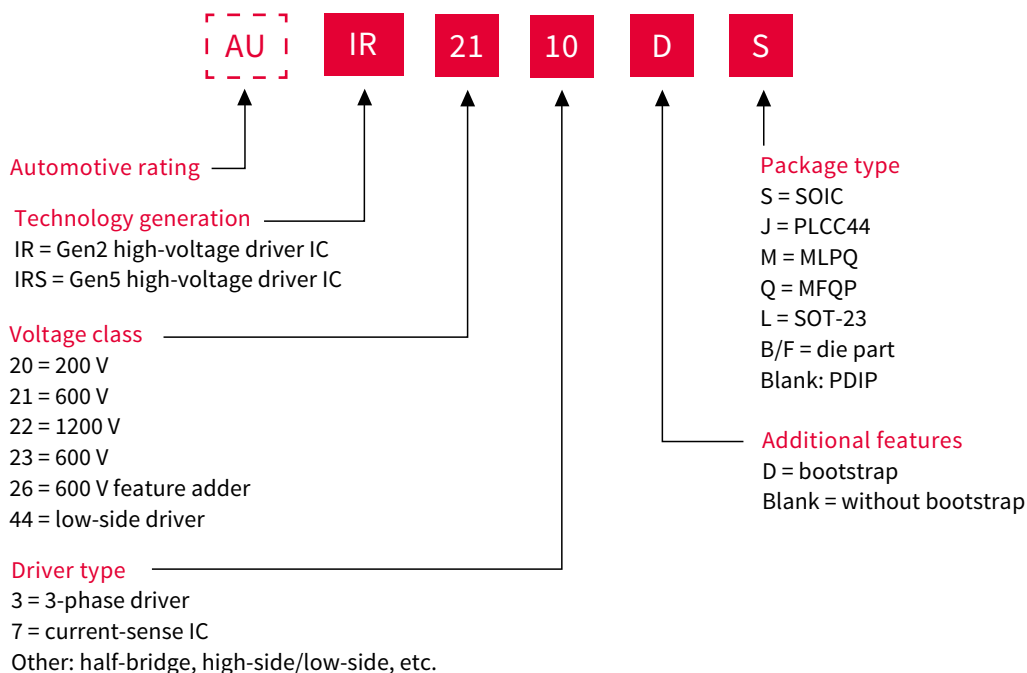 AU IR 21 10 D S
Automotive rating
Technology generation
IR = Gen2 high-voltage driver IC
IRS = Gen5 high-voltage driver IC
Voltage class
20 = 200 V
21 = 600 V
22 = 1200 V
23 = 600 V
26 = 600 V feature adder
44 = low-side driver
Driver type
3 = 3-phase driver
7 = current-sense IC
Other: half-bridge, high-side/low-side, etc.
Package type
S = SOIC
J = PLCC44
M = MLPQ
Q = MFQP
L = SOT-23
B/F = die part
Blank: PDIP
Additional features
D = bootstrap
Blank = without bootstrap